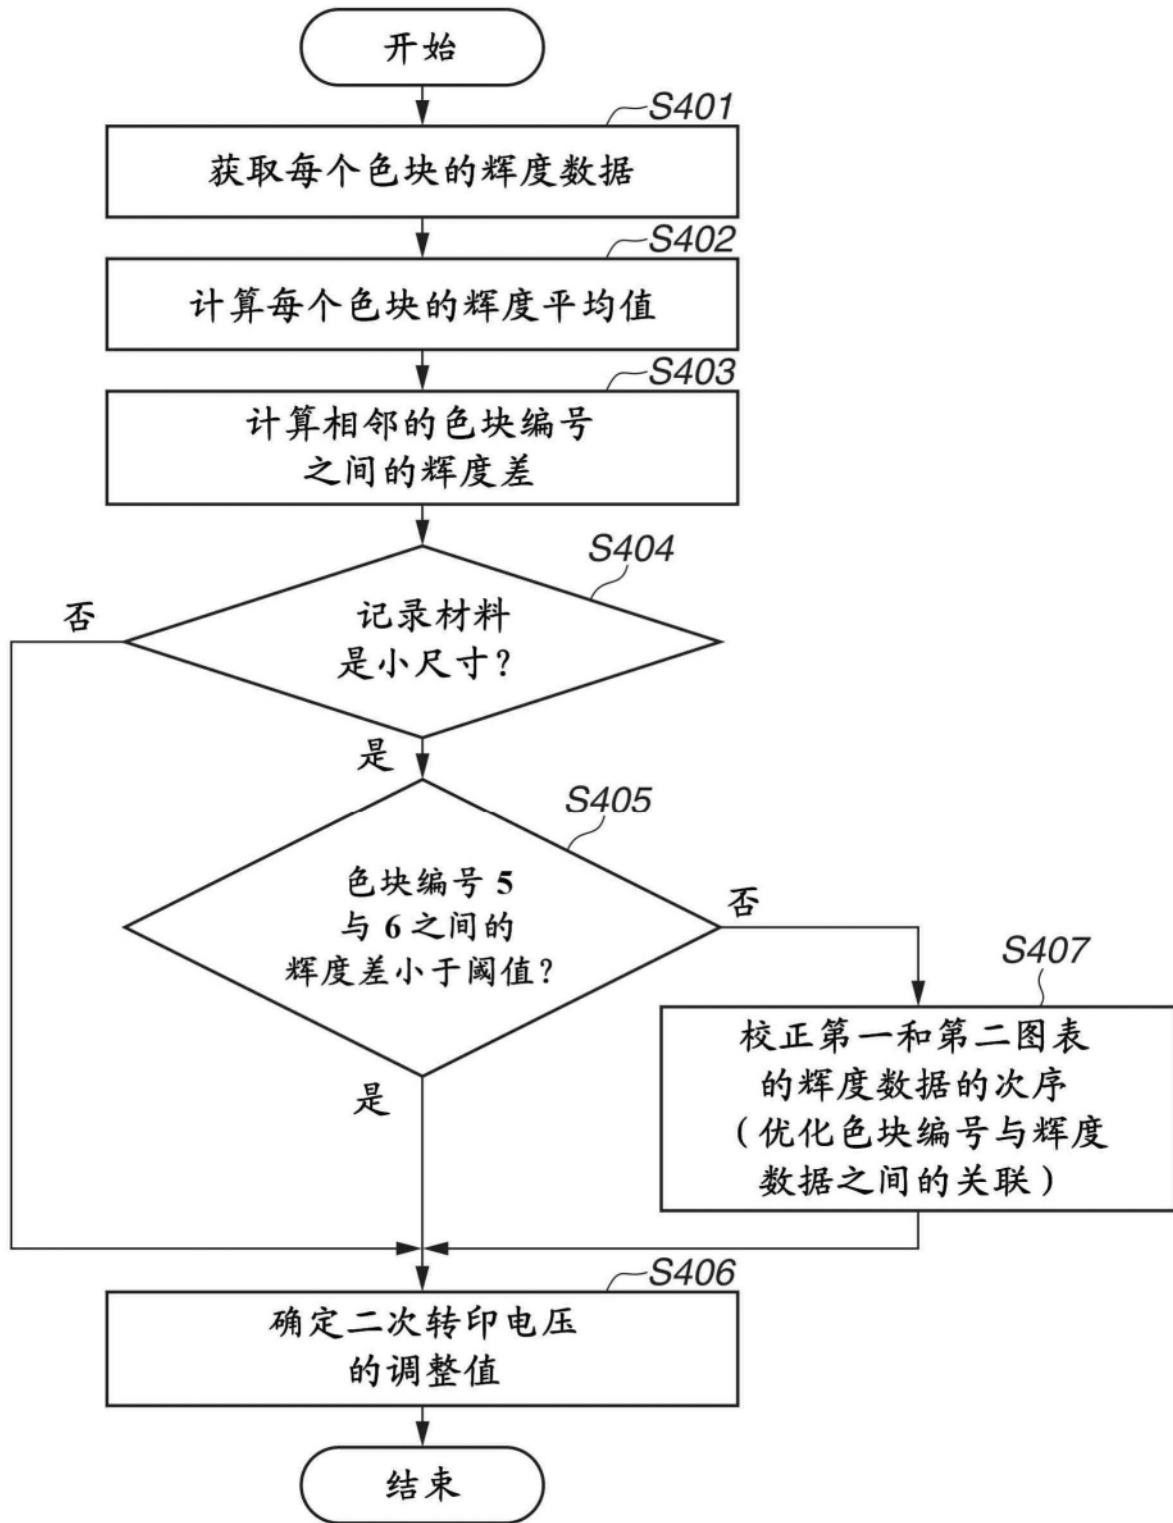 开始
S401
获取每个色块的辉度数据
S402
计算每个色块的辉度平均值
S403
计算相邻的色块编号
之间的辉度差
S404
否
记录材料
是小尺寸?
是
S405
色块编号 5
与 6 之间的
辉度差小于阈值?
否
是
S407
校正第一和第二图表
的辉度数据的次序
(优化色块编号与辉度
数据之间的关联)
S406
确定二次转印电压
的调整值
结束